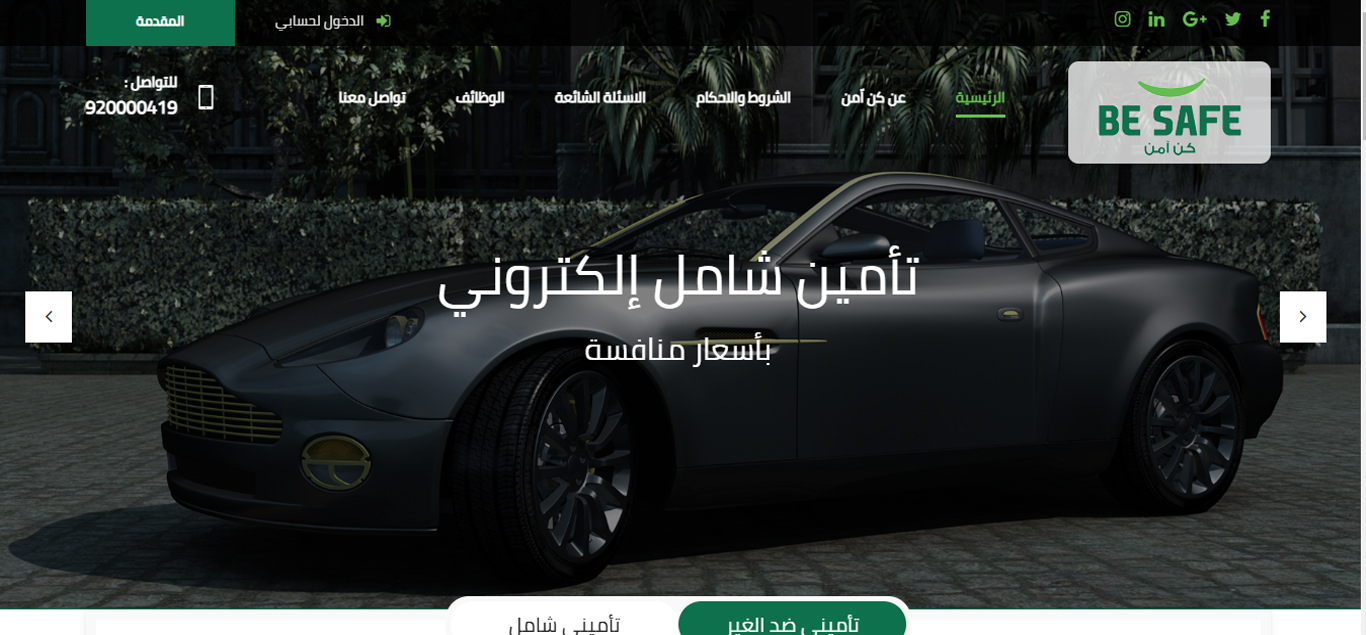 الدخول لحسابي
المقدمة
BE SAFE
كن آمن
الرئيسية
عن كن آمن
الشروط والاحكام
الاسئلة الشائعة
الوظائف
تواصل معنا
للتواصل :
920000419
تأمين شامل إلكتروني
بأسعار منافسة
تأميني ضد الغير
تأميني شامل